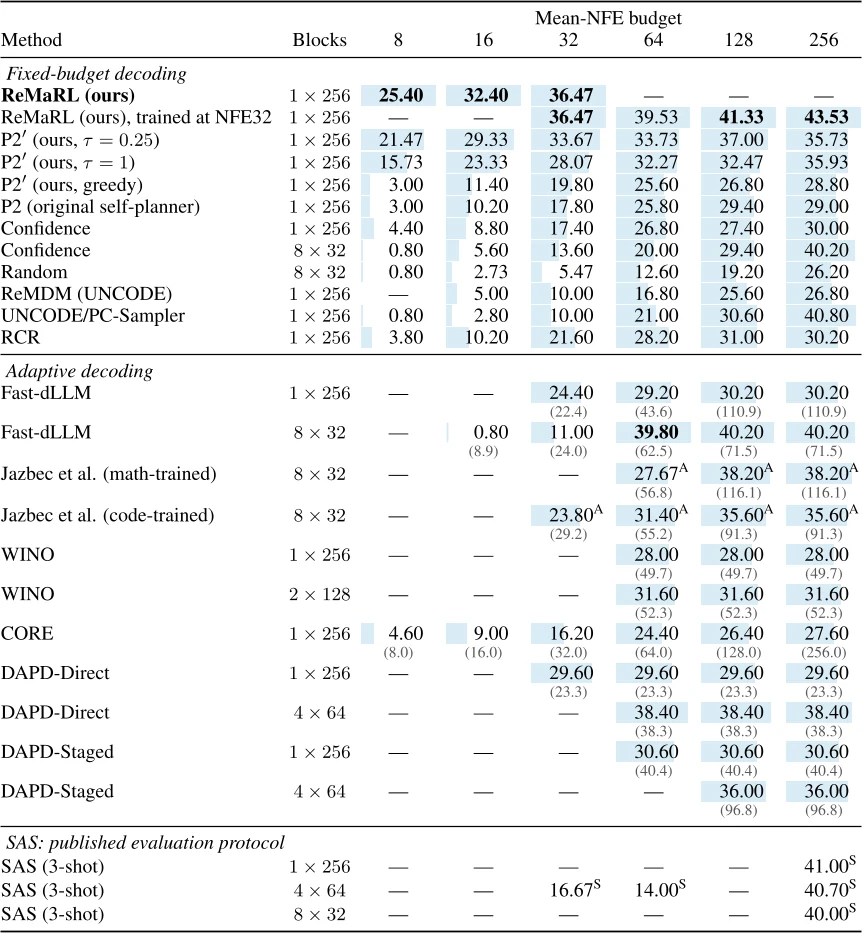 Mean-NFE budget
Method Blocks 8 16 32 64 128 256
Fixed-budget decoding
ReMaRL (ours) 1 × 256 25.40 32.40 36.47 — — —
ReMaRL (ours), trained at NFE32 1 × 256 — — 36.47 39.53 41.33 43.53
P2′ (ours, τ = 0.25) 1 × 256 21.47 29.33 33.67 33.73 37.00 35.73
P2′ (ours, τ = 1) 1 × 256 15.73 23.33 28.07 32.27 32.47 35.93
P2′ (ours, greedy) 1 × 256 3.00 11.40 19.80 25.60 26.80 28.80
P2 (original self-planner) 1 × 256 3.00 10.20 17.80 25.80 29.40 29.00
Confidence 1 × 256 4.40 8.80 17.40 26.80 27.40 30.00
Confidence 8 × 32 0.80 5.60 13.60 20.00 29.40 40.20
Random 8 × 32 0.80 2.73 5.47 12.60 19.20 26.20
ReMDM (UNCODE) 1 × 256 — 5.00 10.00 16.80 25.60 26.80
UNCODE/PC-Sampler 1 × 256 0.80 2.80 10.00 21.00 30.60 40.80
RCR 1 × 256 3.80 10.20 21.60 28.20 31.00 30.20
Adaptive decoding
Fast-dLLM 1 × 256 — — 24.40 29.20 30.20 30.20
(22.4) (43.6) (110.9) (110.9)
Fast-dLLM 8 × 32 — 0.80 11.00 39.80 40.20 40.20
(8.9) (24.0) (62.5) (71.5) (71.5)
Jazbec et al. (math-trained) 8 × 32 — — — 27.67ᴬ 38.20ᴬ 38.20ᴬ
(56.8) (116.1) (116.1)
Jazbec et al. (code-trained) 8 × 32 — — 23.80ᴬ 31.40ᴬ 35.60ᴬ 35.60ᴬ
(29.2) (55.2) (91.3) (91.3)
WINO 1 × 256 — — — 28.00 28.00 28.00
(49.7) (49.7) (49.7)
WINO 2 × 128 — — — 31.60 31.60 31.60
(52.3) (52.3) (52.3)
CORE 1 × 256 4.60 9.00 16.20 24.40 26.40 27.60
(8.0) (16.0) (32.0) (64.0) (128.0) (256.0)
DAPD-Direct 1 × 256 — — 29.60 29.60 29.60 29.60
(23.3) (23.3) (23.3) (23.3)
DAPD-Direct 4 × 64 — — — 38.40 38.40 38.40
(38.3) (38.3) (38.3)
DAPD-Staged 1 × 256 — — — 30.60 30.60 30.60
(40.4) (40.4) (40.4)
DAPD-Staged 4 × 64 — — — — 36.00 36.00
(96.8) (96.8)
SAS: published evaluation protocol
SAS (3-shot) 1 × 256 — — — — — 41.00ˢ
SAS (3-shot) 4 × 64 — — 16.67ˢ 14.00ˢ — 40.70ˢ
SAS (3-shot) 8 × 32 — — — — — 40.00ˢ